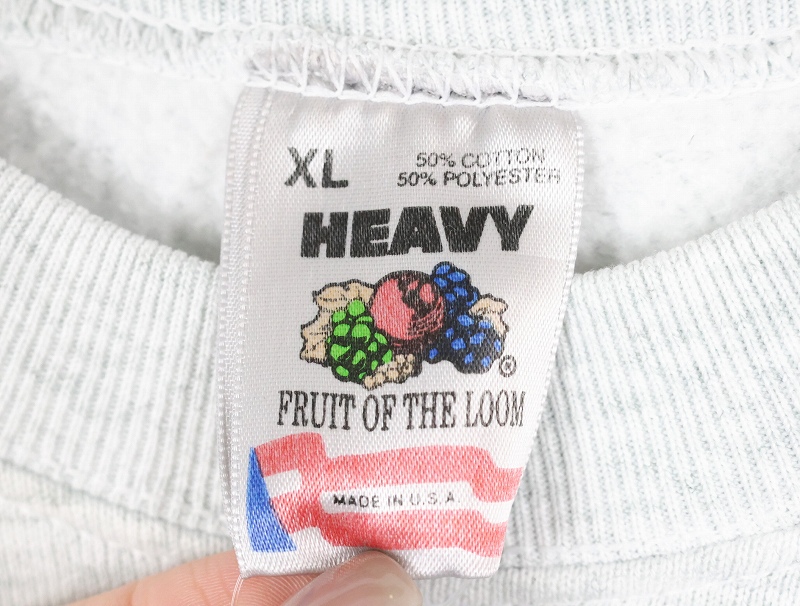 XL
50% COTTON
50% POLYESTER
HEAVY
®
FRUIT OF THE LOOM
MADE IN U.S.A.